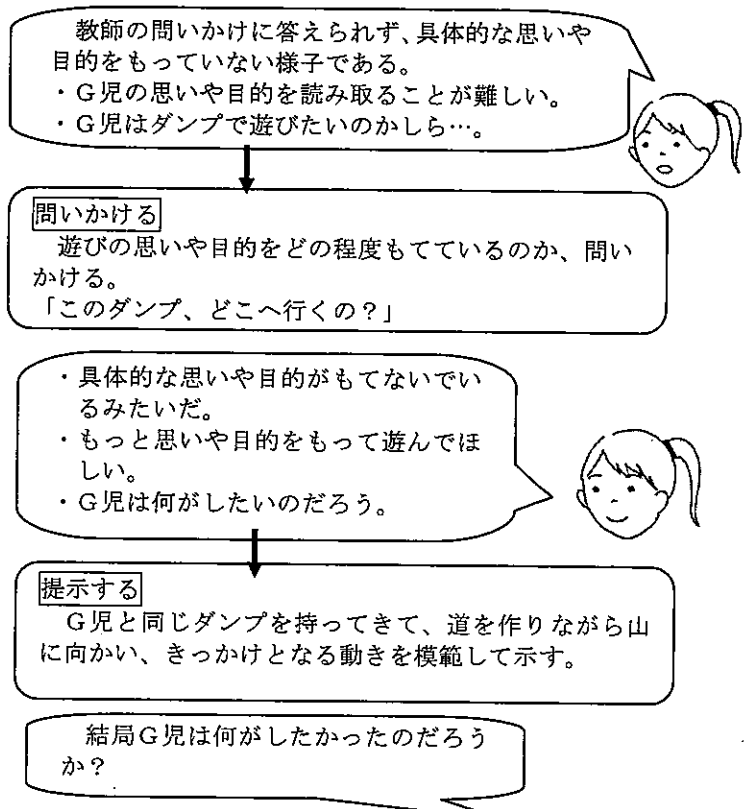 教師の問いかけに答えられず、具体的な思いや
目的をもっていない様子である。
・G児の思いや目的を読み取ることが難しい。
・G児はダンプで遊びたいのかしら…。
問いかける
遊びの思いや目的をどの程度もてているのか、問い
かける。
「このダンプ、どこへ行くの？」
・具体的な思いや目的がもてないでい
るみたいだ。
・もっと思いや目的をもって遊んでほ
しい。
・G児は何がしたいのだろう。
提示する
G児と同じダンプを持ってきて、道を作りながら山
に向かい、きっかけとなる動きを模範して示す。
結局G児は何がしたかったのだろう
か？